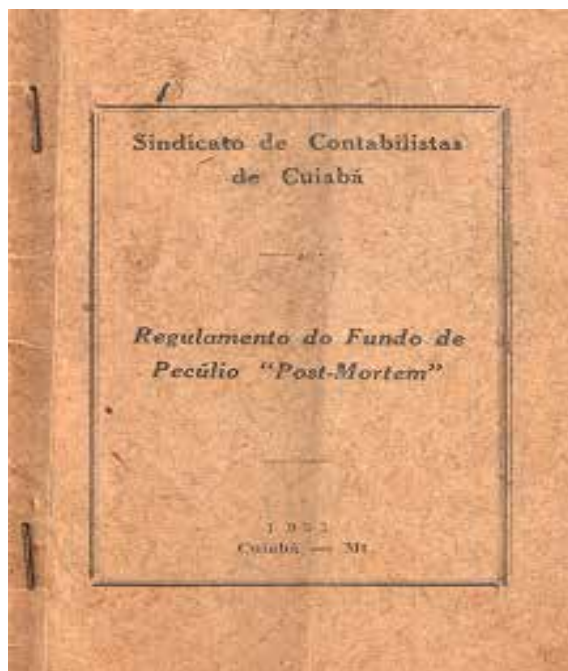 Sindicato de Contabilistas
de Cuiabá
Regulamento do Fundo de
Pecúlio "Post-Mortem"
Cuiabá — Mt